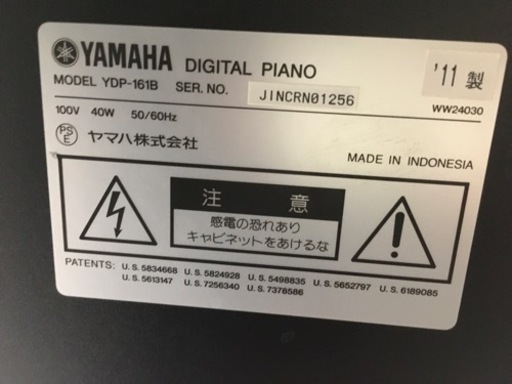 YAMAHA DIGITAL PIANO
'11 製
MODEL YDP-161B SER. NO. JINCRN01256
WW24030
100V 40W 50/60Hz
PSE ヤマハ株式会社
MADE IN INDONESIA
注 意
感電の恐れあり
キャビネットをあけるな
PATENTS: U.S. 5834668 U.S. 5824928 U.S. 5498835 U.S. 5652797 U.S. 6189085
U.S. 5613147 U.S. 7256340 U.S. 7378586